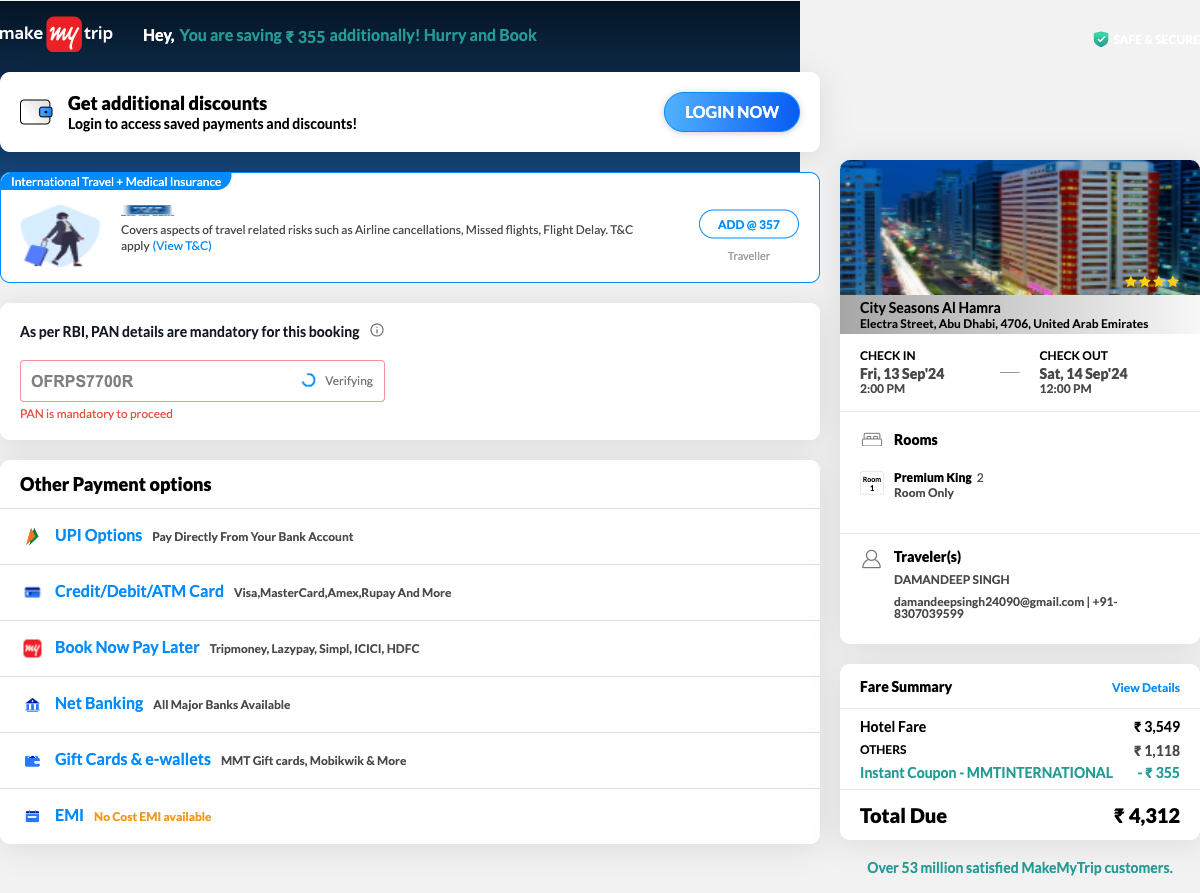 make my trip
Hey, You are saving ₹ 355 additionally! Hurry and Book
SAFE & SECURE
Get additional discounts
Login to access saved payments and discounts!
LOGIN NOW
International Travel + Medical Insurance
Covers aspects of travel related risks such as Airline cancellations, Missed flights, Flight Delay. T&C
apply (View T&C)
ADD @ 357
Traveller
As per RBI, PAN details are mandatory for this booking
OFRPS7700R
Verifying
PAN is mandatory to proceed
Other Payment options
UPI Options Pay Directly From Your Bank Account
Credit/Debit/ATM Card Visa,MasterCard,Amex,Rupay And More
my
Book Now Pay Later Tripmoney, Lazypay, Simpl, ICICI, HDFC
Net Banking All Major Banks Available
Gift Cards & e-wallets MMT Gift cards, Mobikwik & More
EMI No Cost EMI available
City Seasons Al Hamra
Electra Street, Abu Dhabi, 4706, United Arab Emirates
CHECK IN
Fri, 13 Sep'24
2:00 PM
CHECK OUT
Sat, 14 Sep'24
12:00 PM
Rooms
Room
1
Premium King 2
Room Only
Traveler(s)
DAMANDEEP SINGH
damandeepsingh24090@gmail.com | +91-
8307039599
Fare Summary
View Details
Hotel Fare ₹ 3,549
OTHERS ₹ 1,118
Instant Coupon - MMTINTERNATIONAL - ₹ 355
Total Due ₹ 4,312
Over 53 million satisfied MakeMyTrip customers.